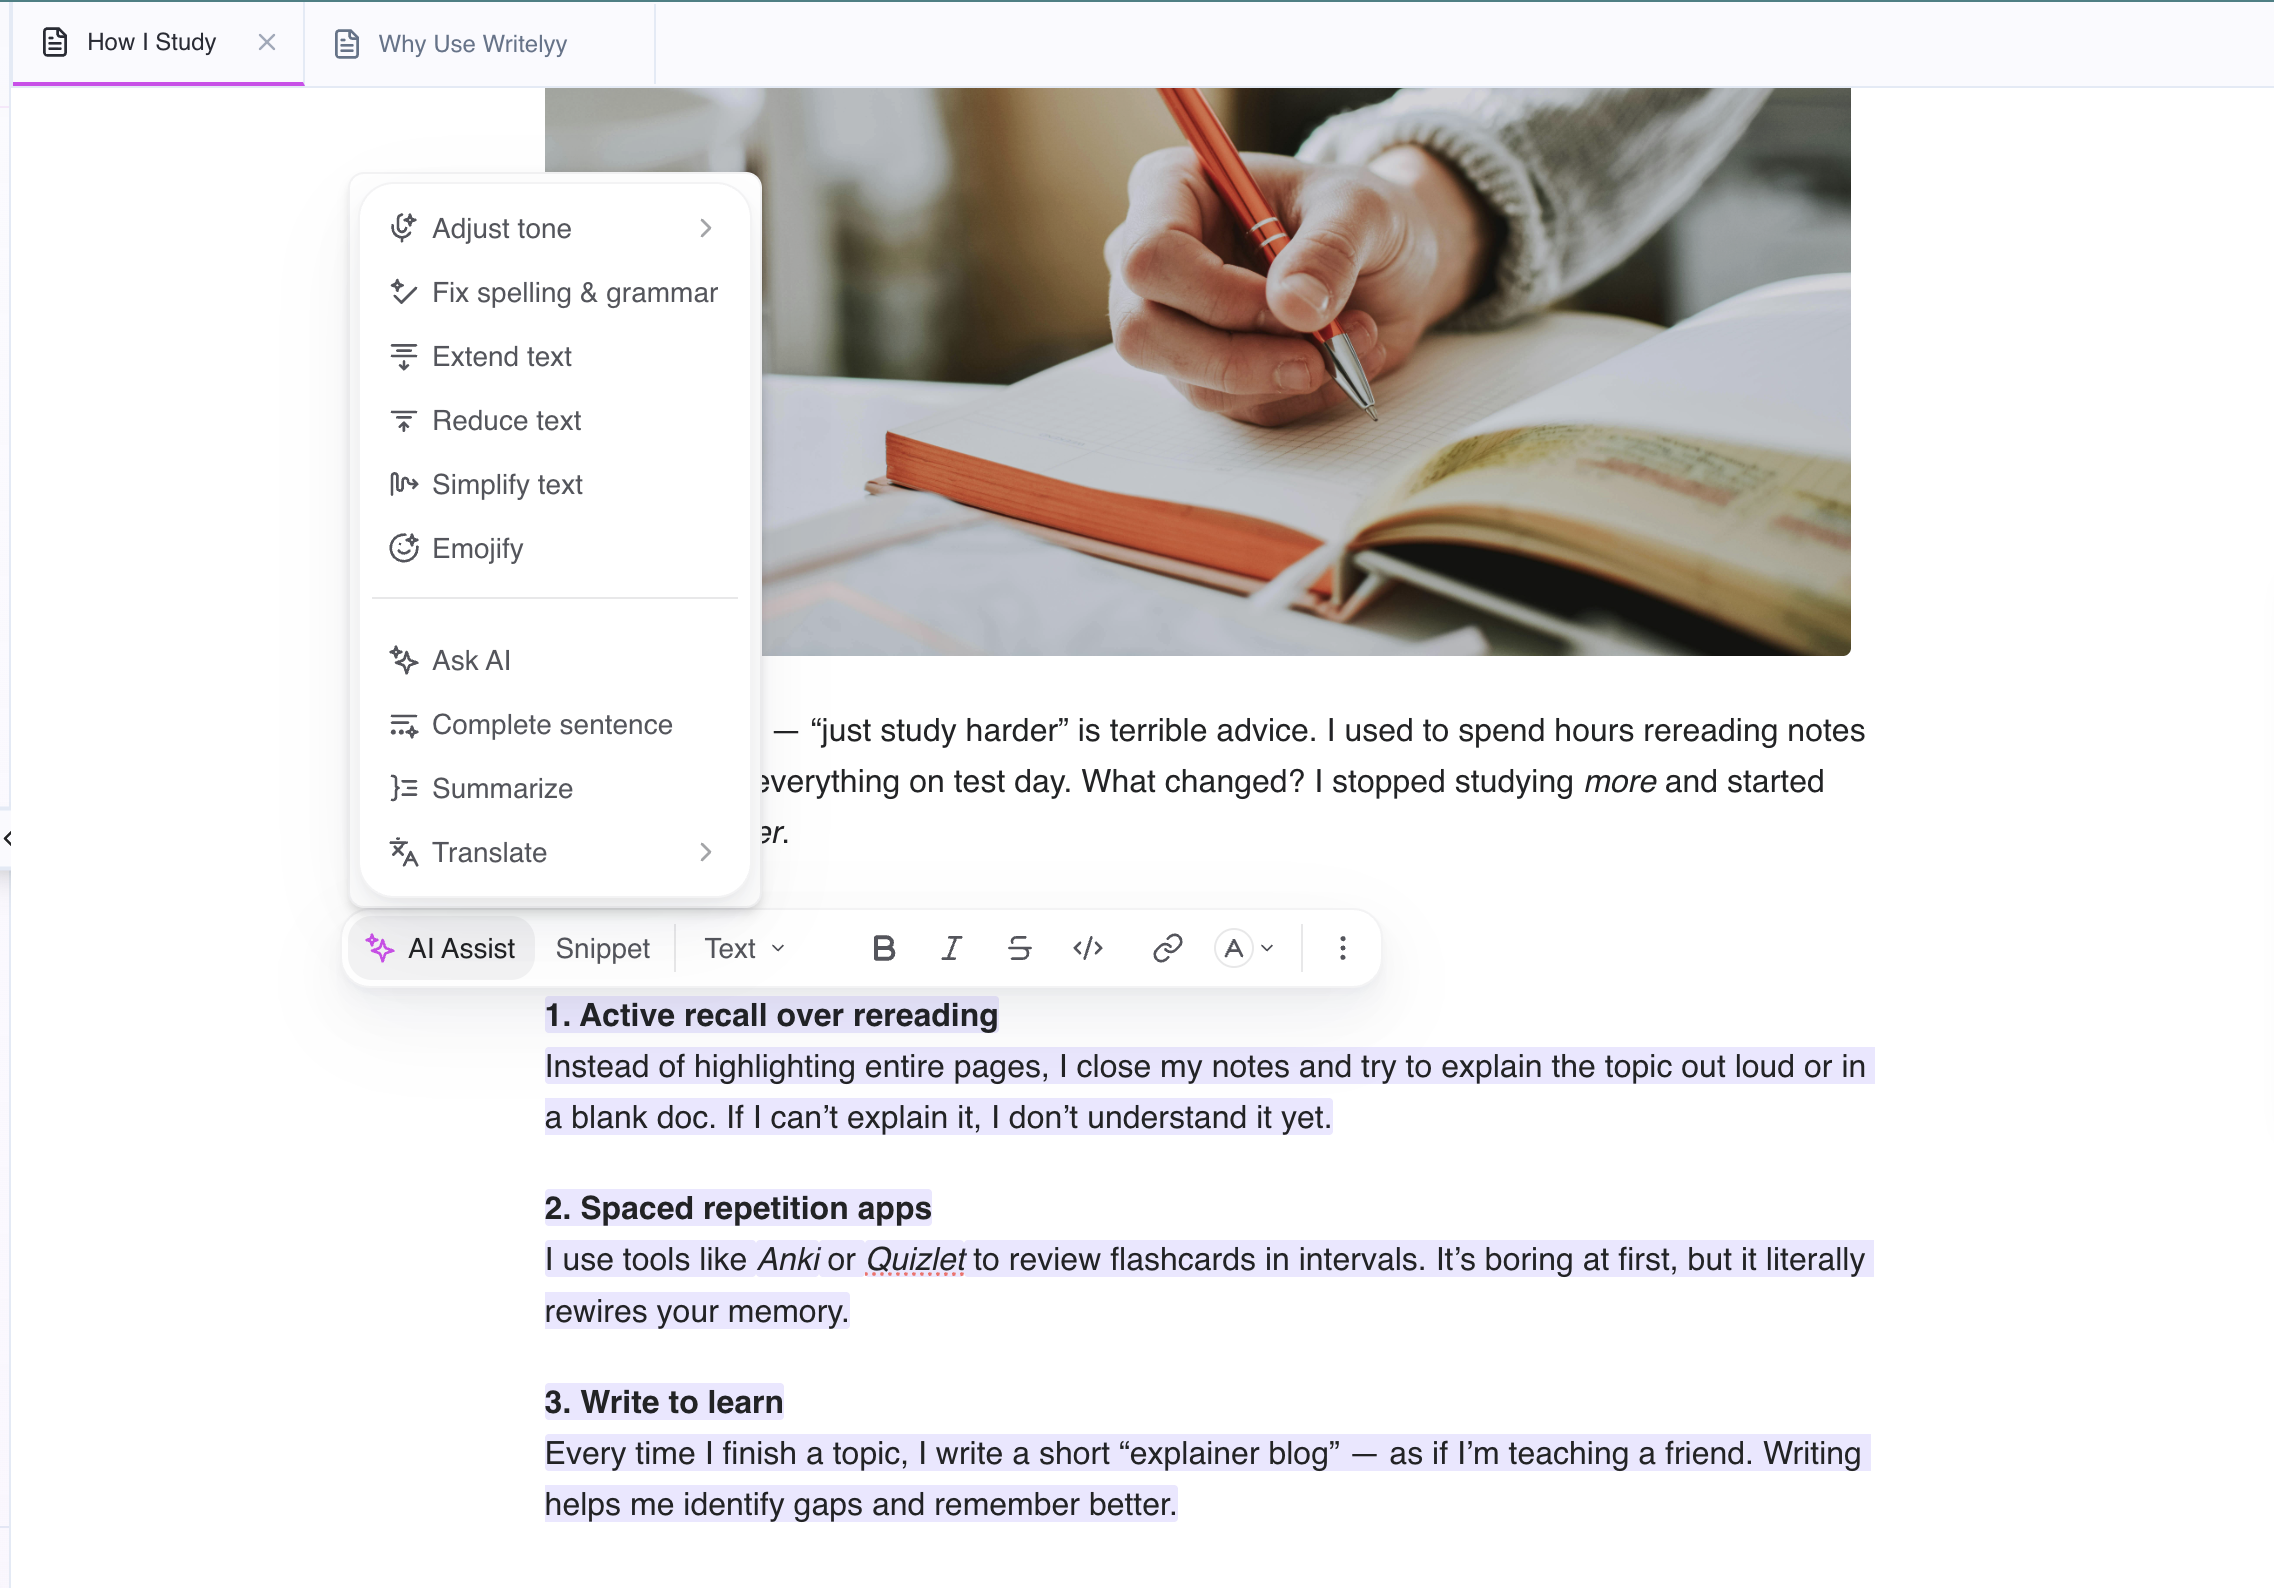 How I Study
Why Use Writelyy
Adjust tone
Fix spelling & grammar
Extend text
Reduce text
Simplify text
Emojify
Ask AI
Complete sentence
Summarize
Translate
— “just study harder” is terrible advice. I used to spend hours rereading notes
everything on test day. What changed? I stopped studying more and started
er.
AI Assist Snippet Text B I S </> A
1. Active recall over rereading
Instead of highlighting entire pages, I close my notes and try to explain the topic out loud or in
a blank doc. If I can’t explain it, I don’t understand it yet.
2. Spaced repetition apps
I use tools like Anki or Quizlet to review flashcards in intervals. It’s boring at first, but it literally
rewires your memory.
3. Write to learn
Every time I finish a topic, I write a short “explainer blog” — as if I’m teaching a friend. Writing
helps me identify gaps and remember better.